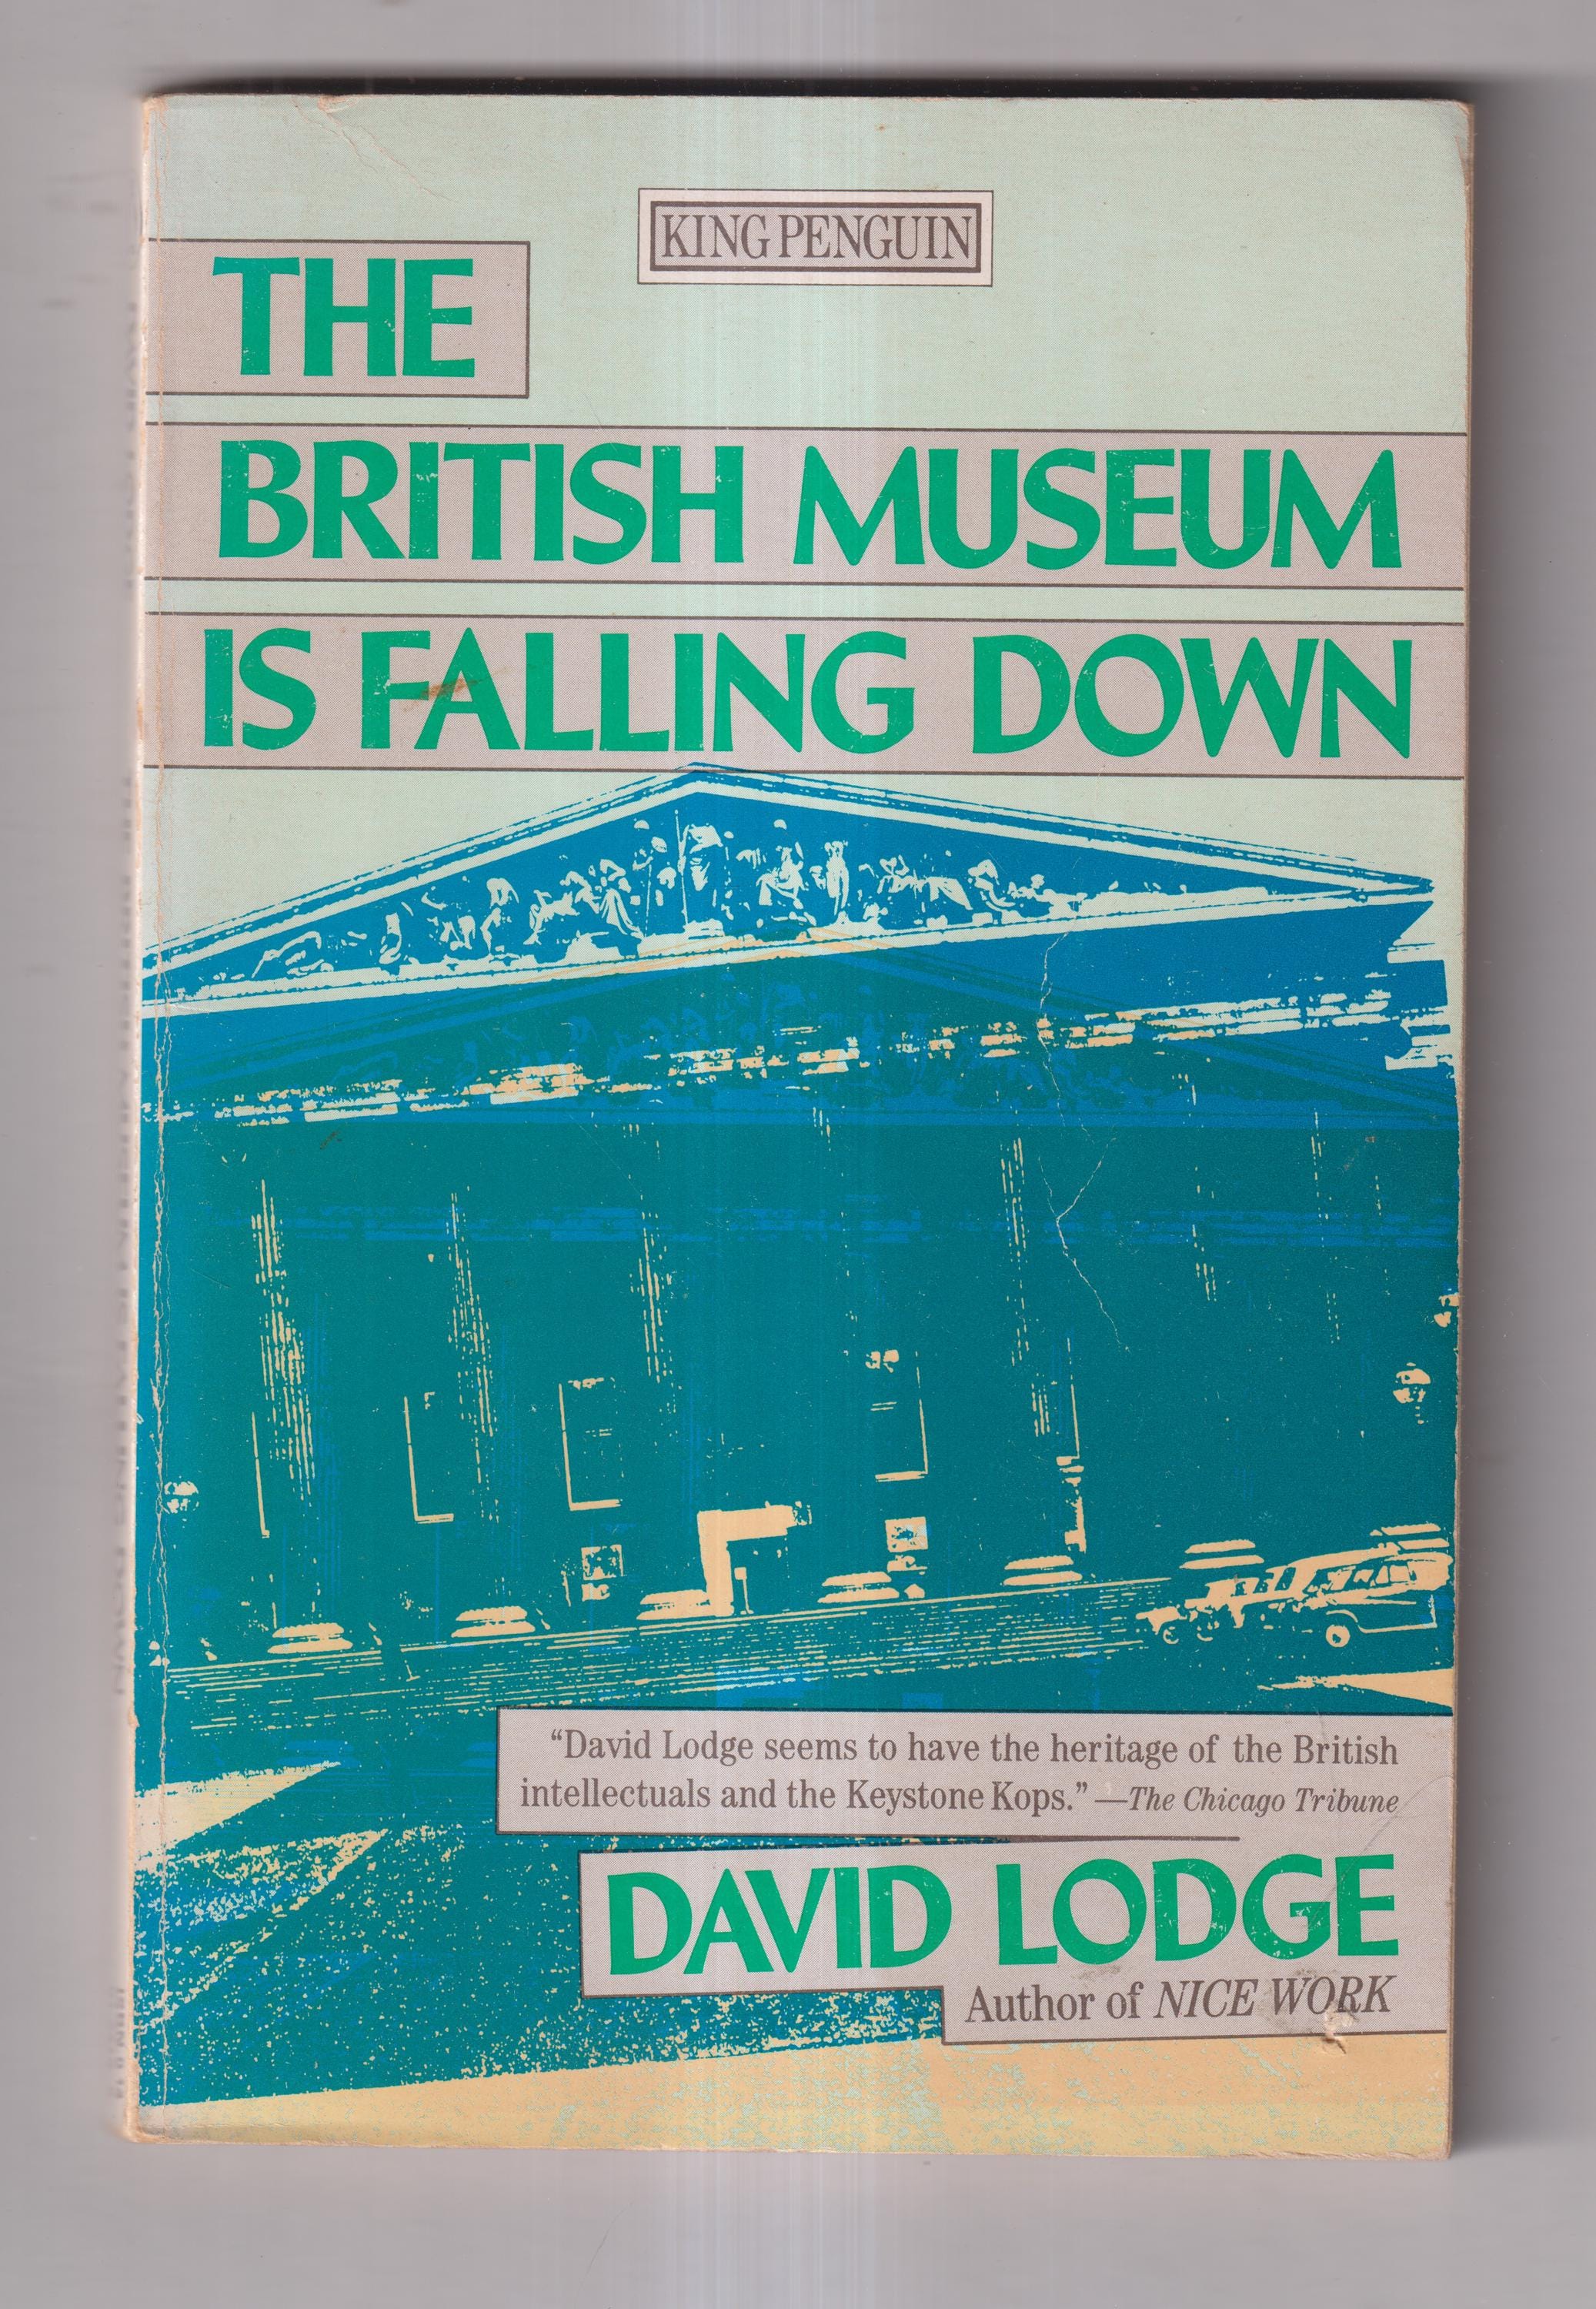 KING PENGUIN
THE
BRITISH MUSEUM
IS FALLING DOWN
“David Lodge seems to have the heritage of the British
intellectuals and the Keystone Kops.” —The Chicago Tribune
DAVID LODGE
Author of NICE WORK